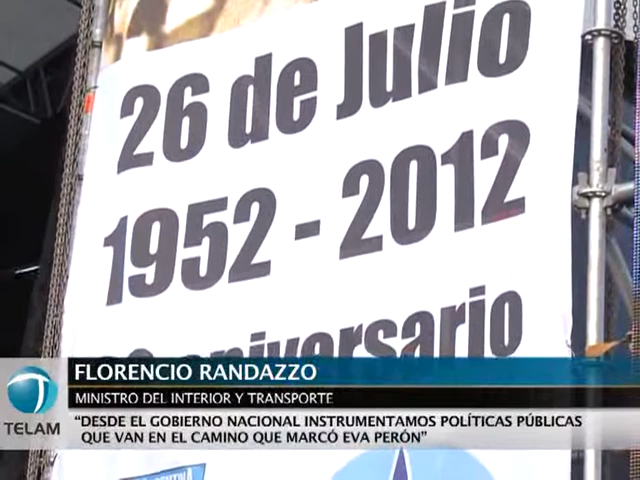 26 de Julio
1952 - 2012
aniversario
FLORENCIO RANDAZZO
MINISTRO DEL INTERIOR Y TRANSPORTE
TELAM
“DESDE EL GOBIERNO NACIONAL INSTRUMENTAMOS POLÍTICAS PÚBLICAS
QUE VAN EN EL CAMINO QUE MARCÓ EVA PERÓN”